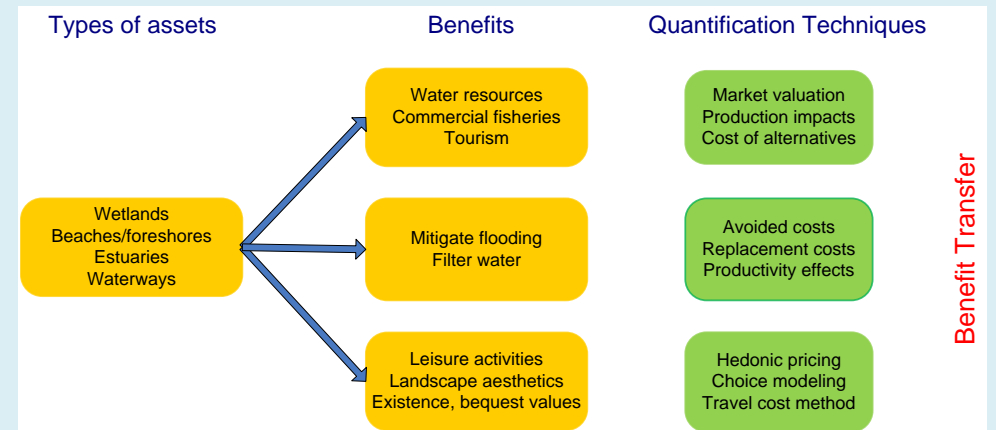 Types of assets
Benefits
Quantification Techniques
Wetlands
Beaches/foreshores
Estuaries
Waterways
Water resources
Commercial fisheries
Tourism
Mitigate flooding
Filter water
Leisure activities
Landscape aesthetics
Existence, bequest values
Market valuation
Production impacts
Cost of alternatives
Avoided costs
Replacement costs
Productivity effects
Hedonic pricing
Choice modeling
Travel cost method
Benefit Transfer